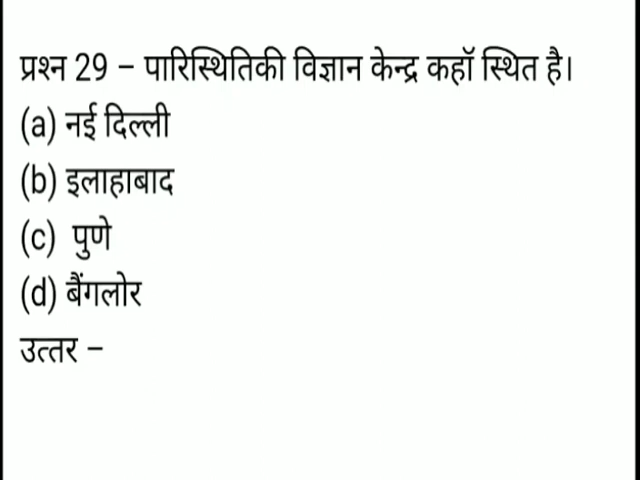 प्रश्न 29 – पारिस्थितिकी विज्ञान केन्द्र कहॉ स्थित है।
(a) नई दिल्ली
(b) इलाहाबाद
(c) पुणे
(d) बैंगलोर
उत्तर –